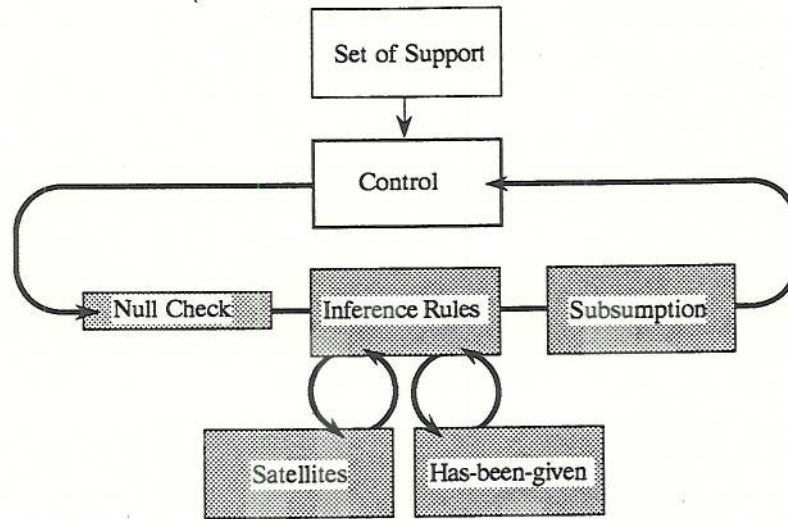 Set of Support
Control
Null Check
Inference Rules
Subsumption
Satellites
Has-been-given